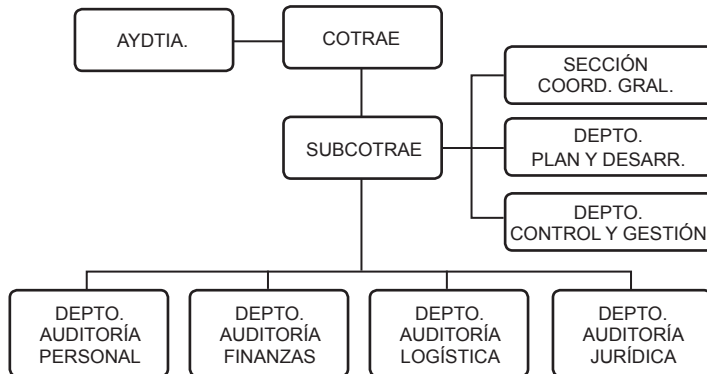 AYDTIA.
COTRAE
SECCIÓN
COORD. GRAL.
SUBCOTRAE
DEPTO.
PLAN Y DESARR.
DEPTO.
CONTROL Y GESTIÓN
DEPTO.
AUDITORÍA
PERSONAL
DEPTO.
AUDITORÍA
FINANZAS
DEPTO.
AUDITORÍA
LOGÍSTICA
DEPTO.
AUDITORÍA
JURÍDICA